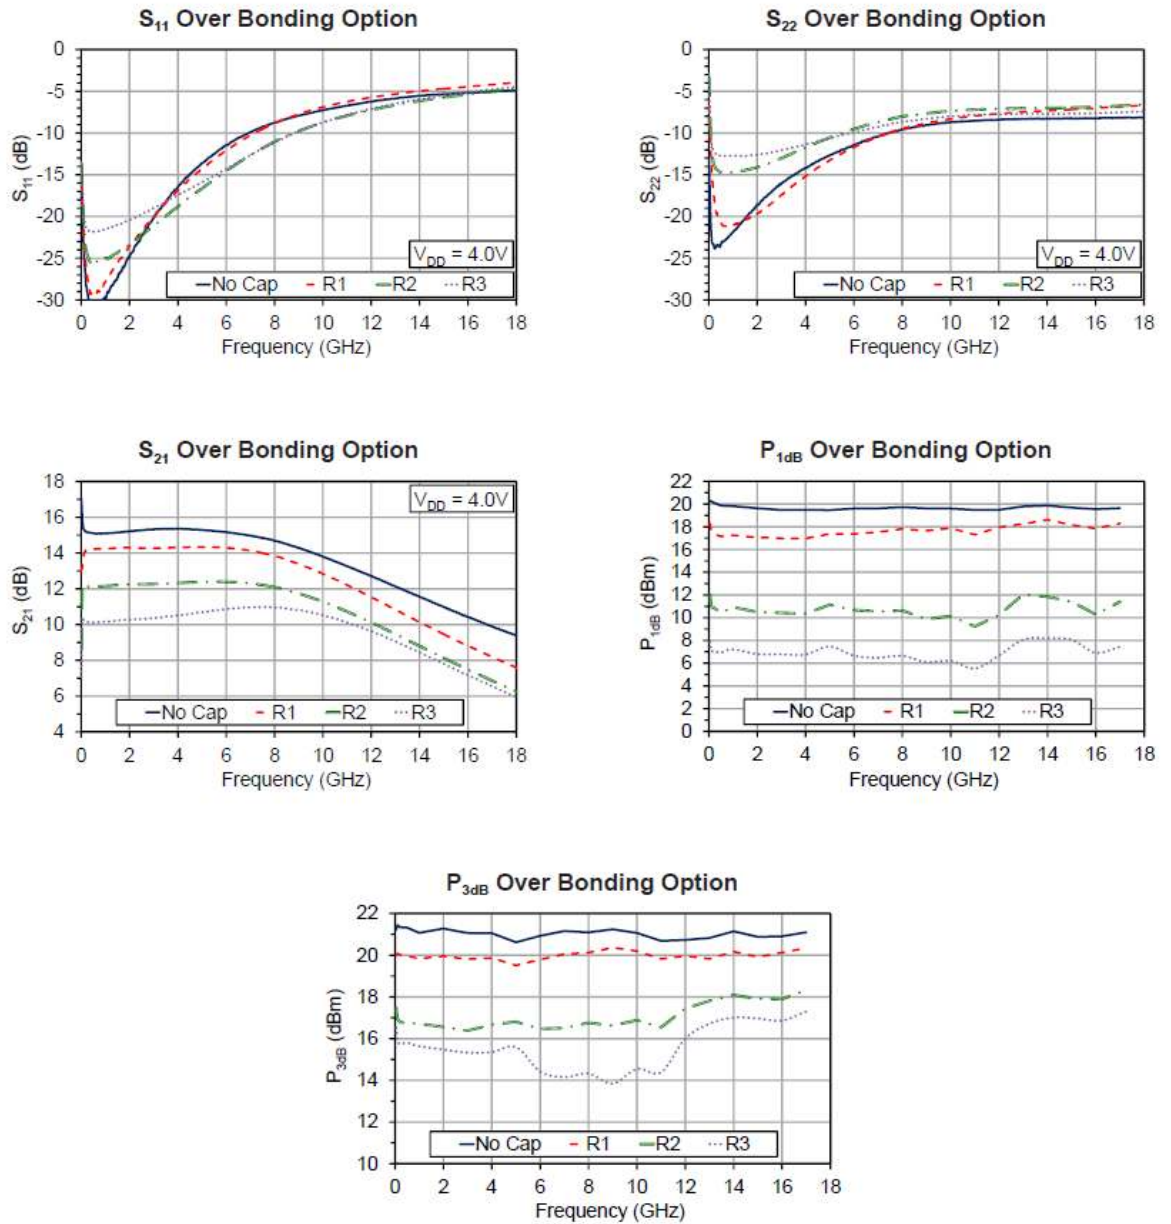 S11 Over Bonding Option
0
-5
-10
-15
-20
-25
-30
S11 (dB)
VDD = 4.0V
No Cap R1 R2 R3
0 2 4 6 8 10 12 14 16 18
Frequency (GHz)
S22 Over Bonding Option
0
-5
-10
-15
-20
-25
-30
S22 (dB)
VDD = 4.0V
No Cap R1 R2 R3
0 2 4 6 8 10 12 14 16 18
Frequency (GHz)
S21 Over Bonding Option
18
16
14
12
10
8
6
4
S21 (dB)
VDD = 4.0V
No Cap R1 R2 R3
0 2 4 6 8 10 12 14 16 18
Frequency (GHz)
P1dB Over Bonding Option
22
20
18
16
14
12
10
8
6
4
2
0
P1dB (dBm)
No Cap R1 R2 R3
0 2 4 6 8 10 12 14 16 18
Frequency (GHz)
P3dB Over Bonding Option
22
20
18
16
14
12
10
P3dB (dBm)
No Cap R1 R2 R3
0 2 4 6 8 10 12 14 16 18
Frequency (GHz)